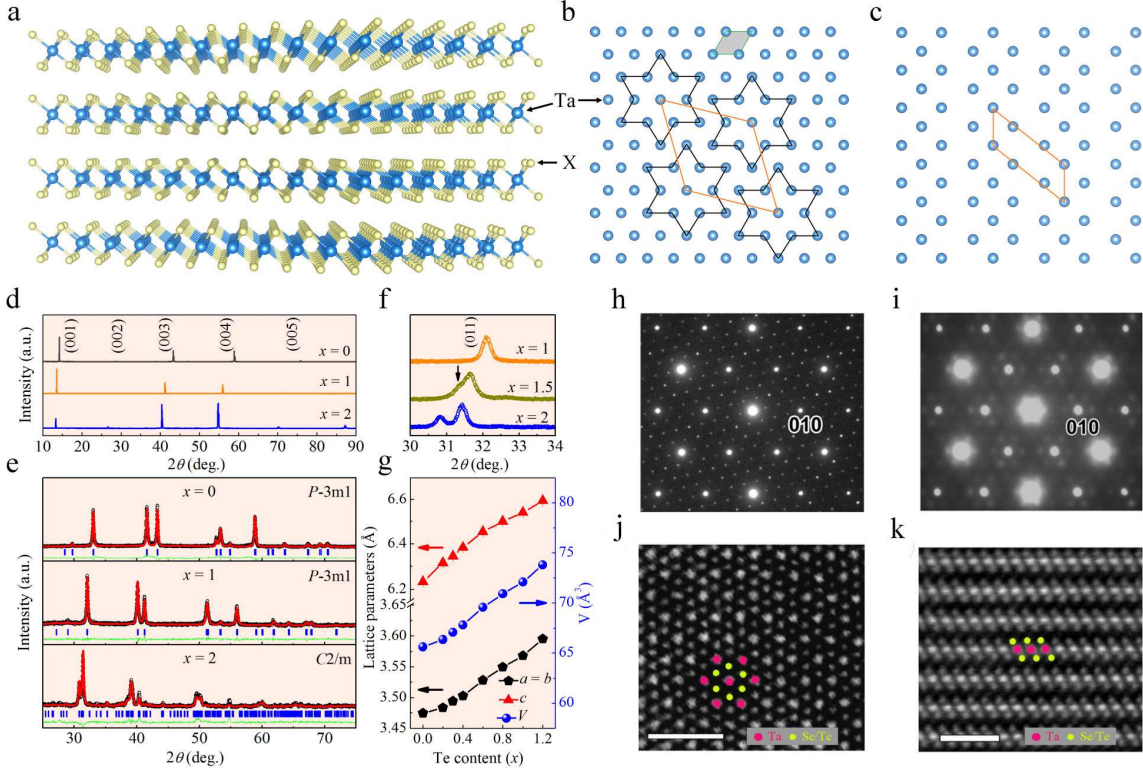 a
b
c
Ta
X
d
Intensity (a.u.)
(001)
(002)
(003)
(004)
(005)
x = 0
x = 1
x = 2
10 20 30 40 50 60 70 80 90
2θ (deg.)
f
(011)
x = 1
x = 1.5
x = 2
30 31 32 33 34
2θ (deg.)
h
010
i
010
e
Intensity (a.u.)
x = 0
P-3m1
x = 1
P-3m1
x = 2
C2/m
30 40 50 60 70
2θ (deg.)
g
Lattice parameters (Å)
6.6
6.4
6.2
3.65
3.60
3.55
3.50
3.45
80
75
70
65
60
V (Å³)
a = b
c
V
0.0 0.4 0.8 1.2
Te content (x)
j
Ta Se/Te
k
Ta Se/Te